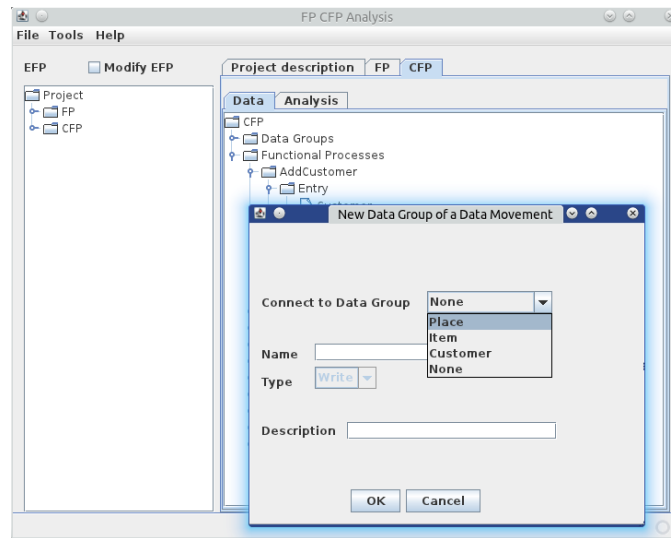 FP CFP Analysis
File Tools Help
EFP Modify EFP
Project description FP CFP
Project
FP
CFP
Data Analysis
CFP
Data Groups
Functional Processes
AddCustomer
Entry
Customer
New Data Group of a Data Movement
Connect to Data Group None
Place
Item
Customer
None
Name
Type Write
Description
OK Cancel